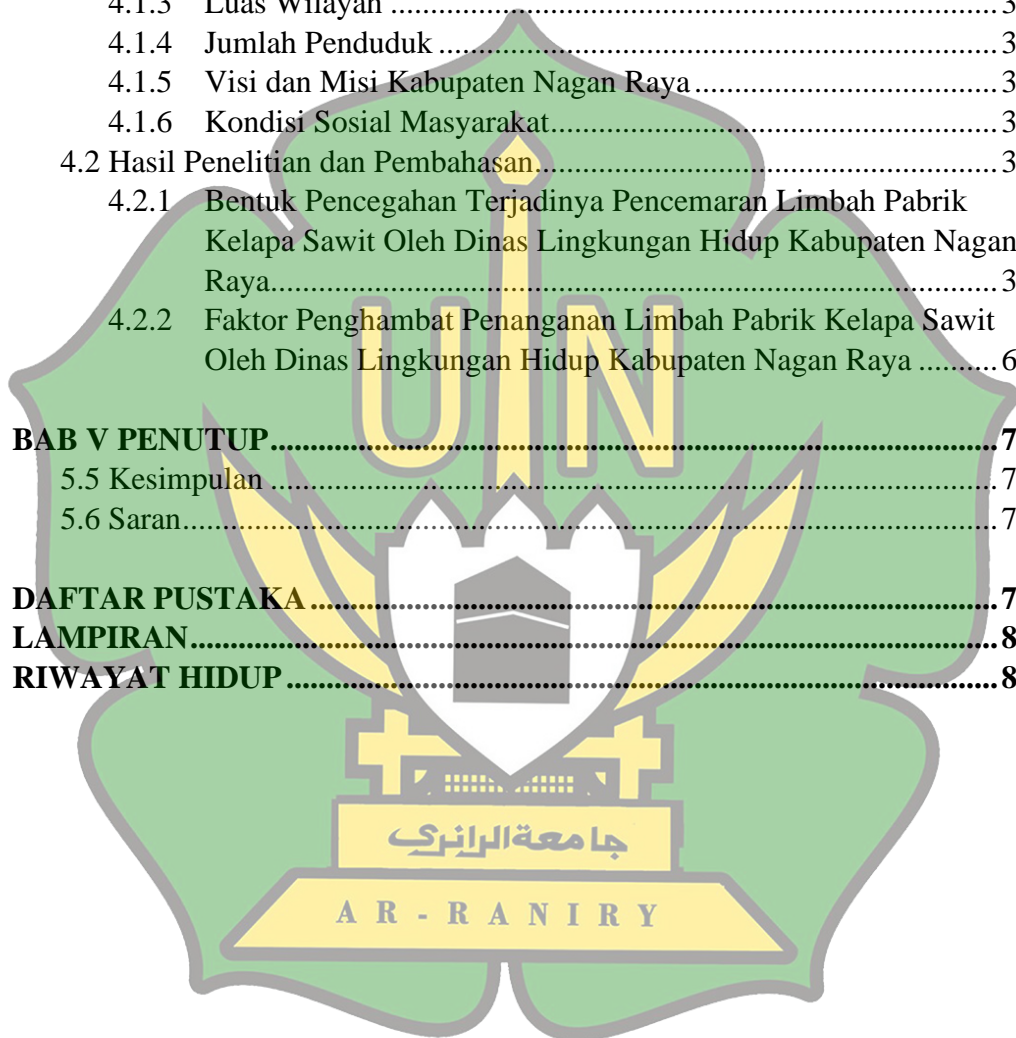 4.1.3 Luas Wilayah ........................................................................ 3
4.1.4 Jumlah Penduduk ................................................................. 3
4.1.5 Visi dan Misi Kabupaten Nagan Raya ...................................... 3
4.1.6 Kondisi Sosial Masyarakat..................................................... 3
4.2 Hasil Penelitian dan Pembahasan................................................. 3
4.2.1 Bentuk Pencegahan Terjadinya Pencemaran Limbah Pabrik
Kelapa Sawit Oleh Dinas Lingkungan Hidup Kabupaten Nagan
Raya..................................................................................... 3
4.2.2 Faktor Penghambat Penanganan Limbah Pabrik Kelapa Sawit
Oleh Dinas Lingkungan Hidup Kabupaten Nagan Raya .......... 6
UIN
BAB V PENUTUP............................................................................ 7
5.5 Kesimpulan ............................................................................. 7
5.6 Saran....................................................................................... 7
DAFTAR PUSTAKA ....................................................................... 7
LAMPIRAN..................................................................................... 8
RIWAYAT HIDUP .......................................................................... 8
جامعة الرانري
AR-RANIRY